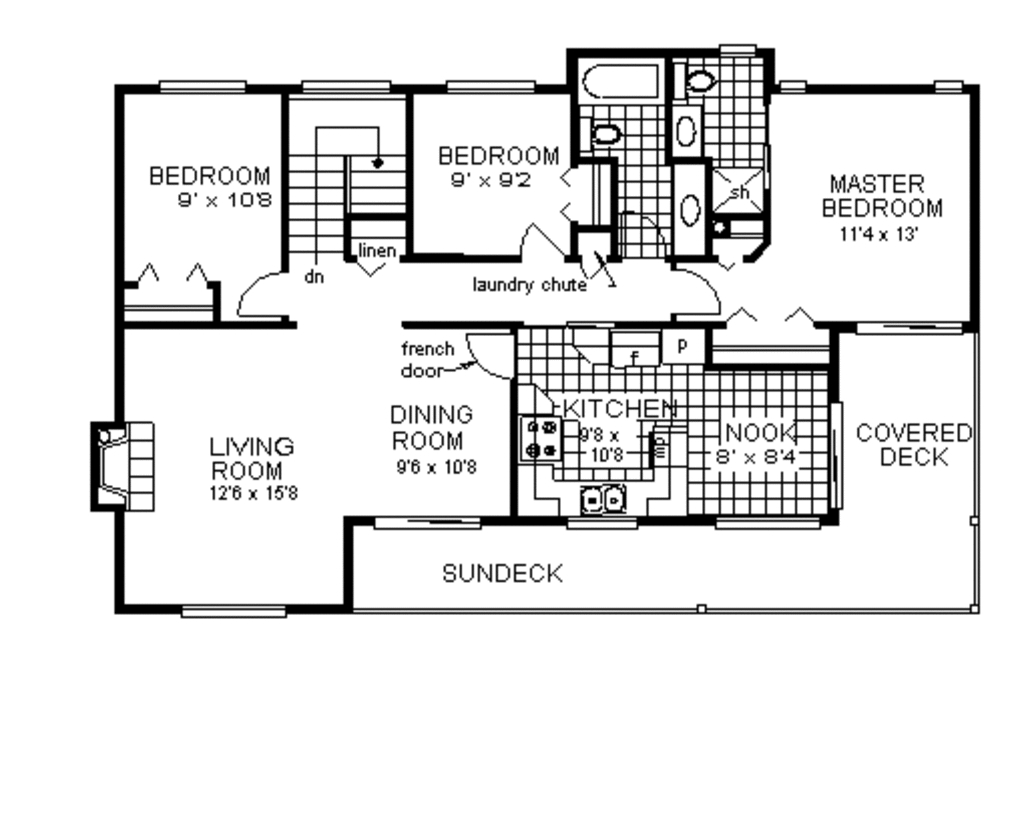 BEDROOM
9' x 10'8
BEDROOM
9' x 9'2
MASTER
BEDROOM
11'4 x 13'
sh
linen
dn
laundry chute
french
door
f
P
DINING
ROOM
9'6 x 10'8
KITCHEN
9'8 x
10'8
NOOK
8' x 8'4
COVERED
DECK
LIVING
ROOM
12'6 x 15'8
SUNDECK